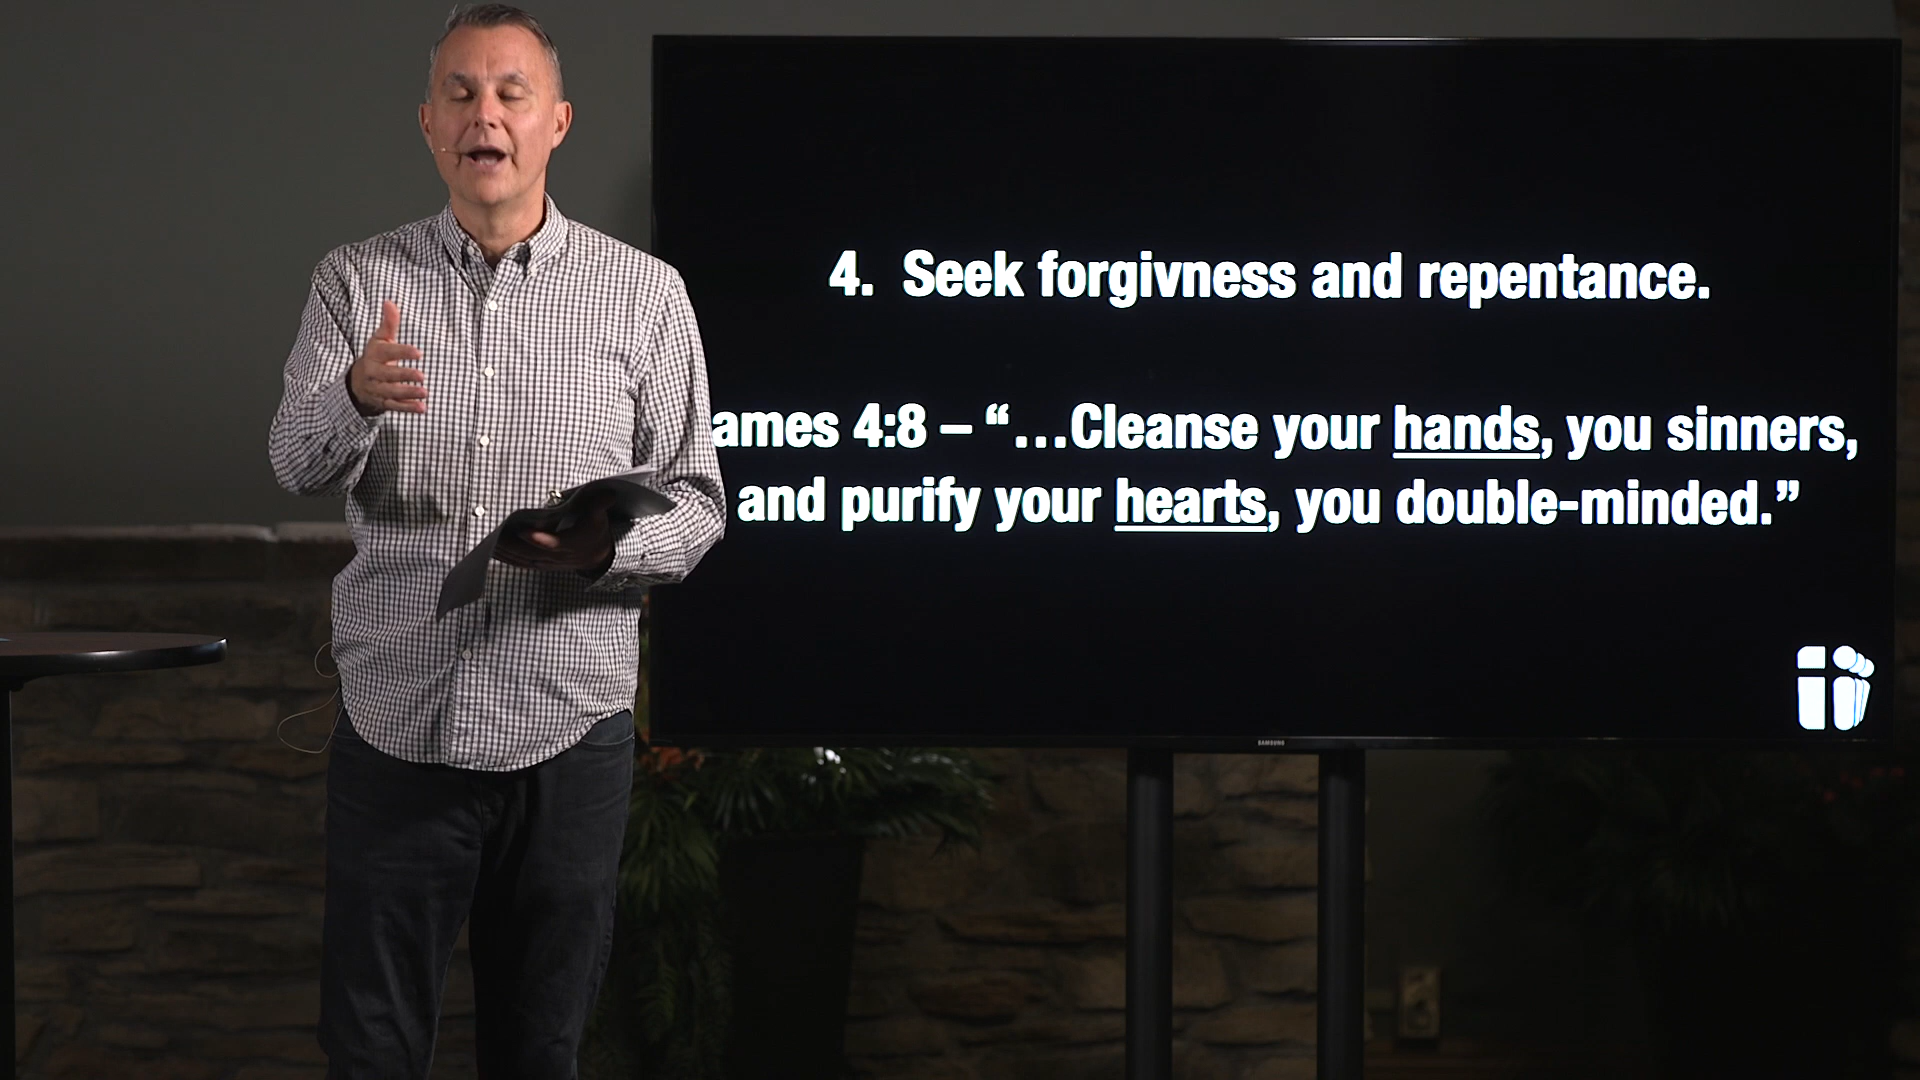 4. Seek forgivness and repentance.
ames 4:8 – “…Cleanse your hands, you sinners,
and purify your hearts, you double-minded.”
SAMSUNG